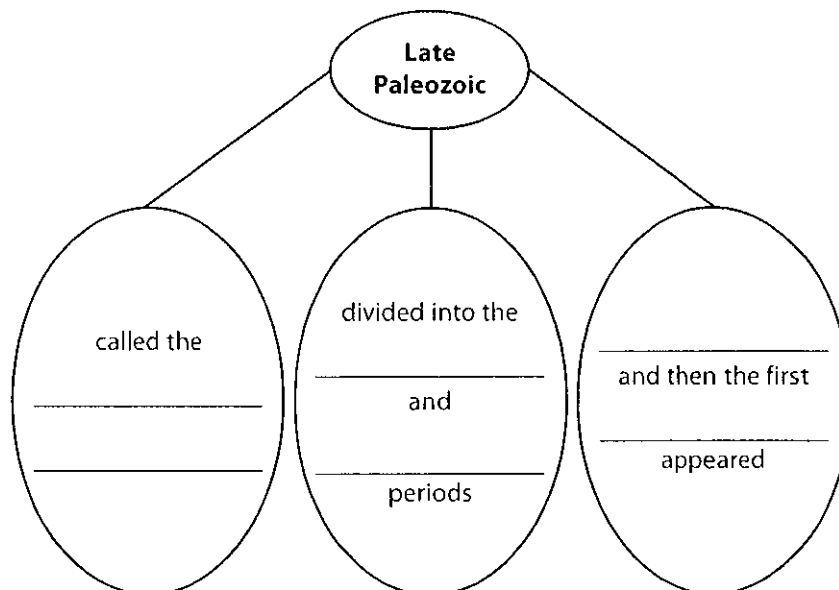 Late
Paleozoic
called the
divided into the
and
periods
and then the first
appeared